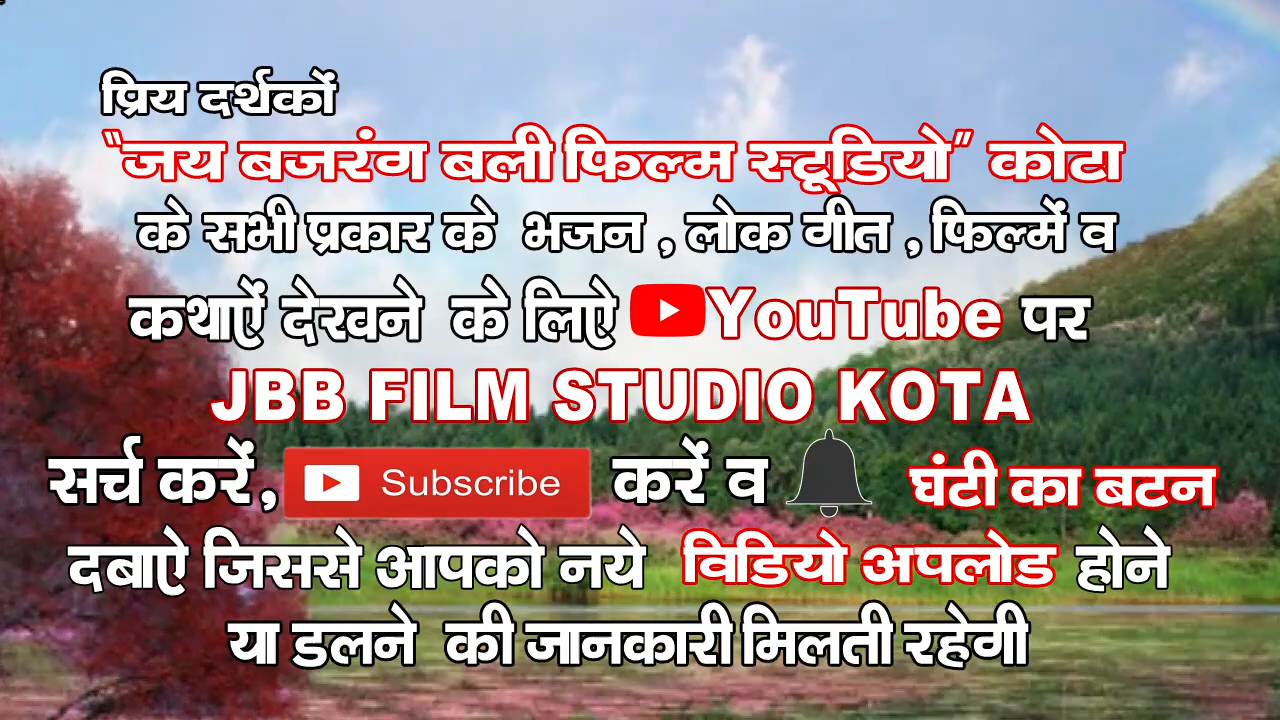 प्रिय दर्शकों
"जय बजरंग बली फिल्म स्टूडियो" कोटा
के सभी प्रकार के भजन , लोक गीत , फिल्में व
कथाऐं देखने के लिए YouTube पर
JBB FILM STUDIO KOTA
सर्च करें, Subscribe करें व घंटी का बटन
दबाऐ जिससे आपको नये विडियो अपलोड होने
या डलने की जानकारी मिलती रहेगी